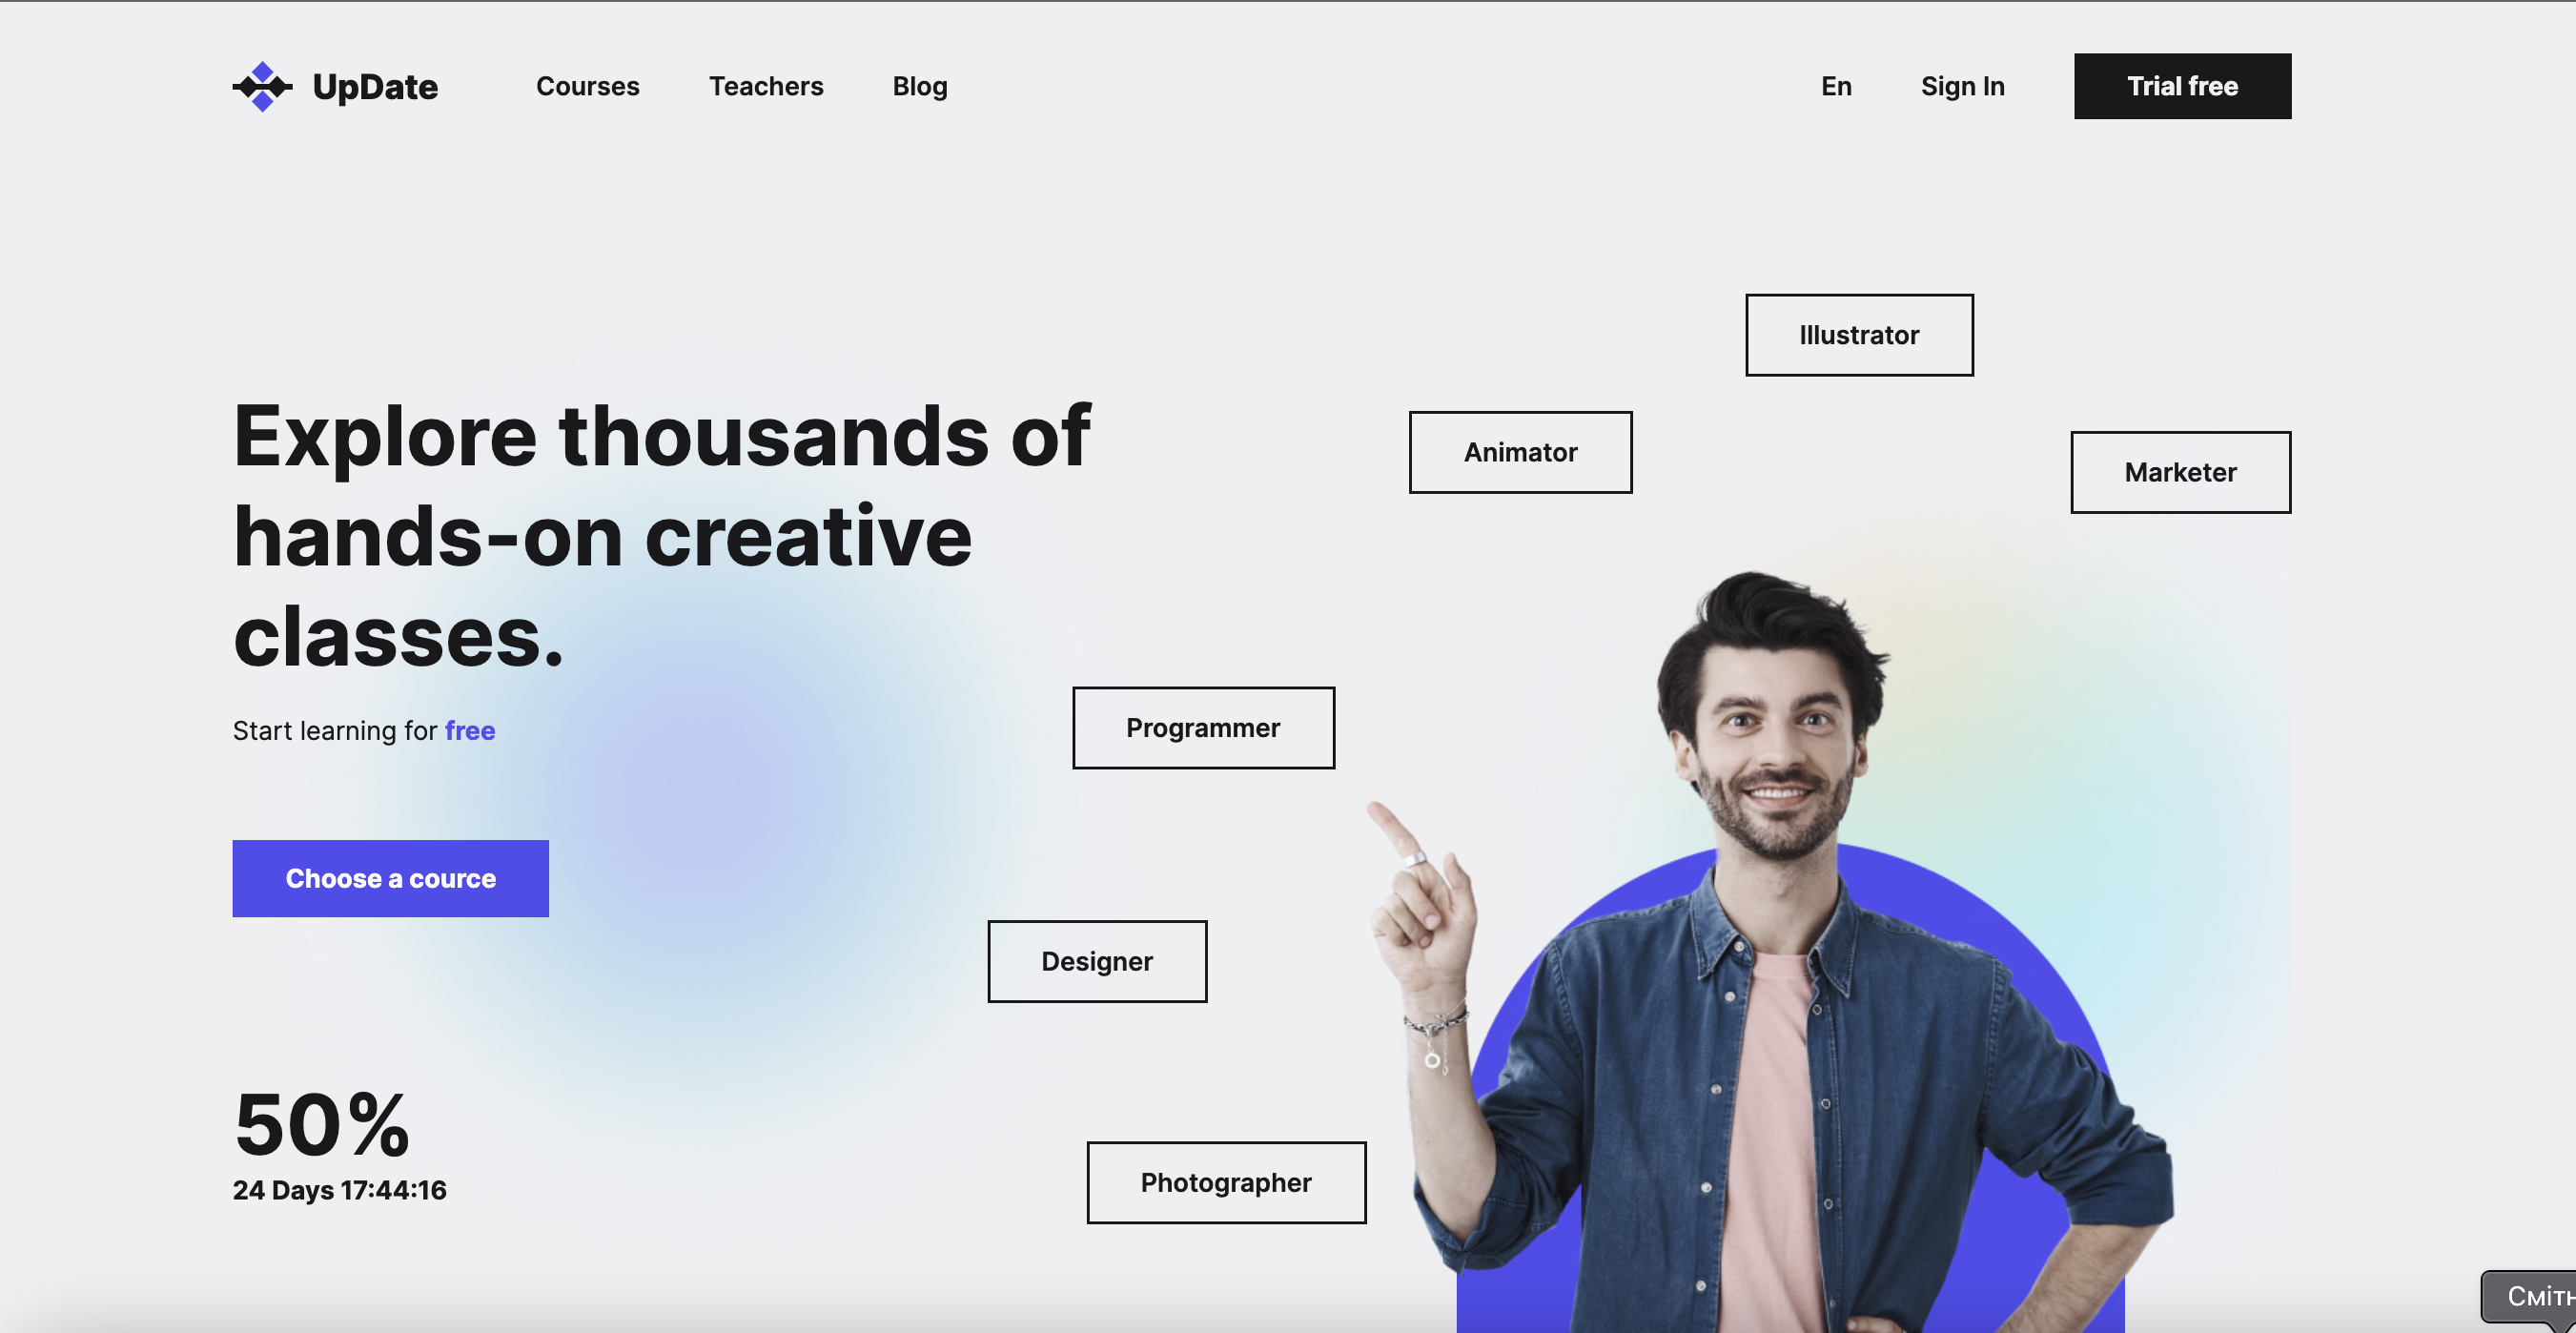 UpDate
Courses
Teachers
Blog
En
Sign In
Trial free
Explore thousands of
hands-on creative
classes.
Start learning for free
Choose a cource
50%
24 Days 17:44:16
Illustrator
Animator
Marketer
Programmer
Designer
Photographer